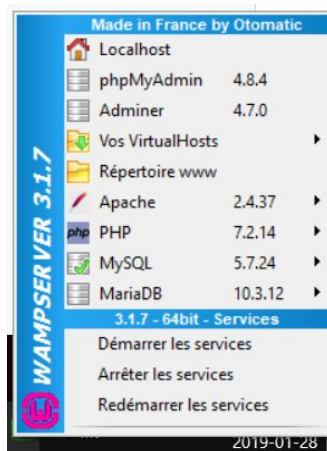 Made in France by Otomatic
Localhost
phpMyAdmin 4.8.4
Adminer 4.7.0
Vos VirtualHosts
Répertoire www
Apache 2.4.37
php PHP 7.2.14
MySQL 5.7.24
MariaDB 10.3.12
3.1.7 - 64bit - Services
Démarrer les services
Arrêter les services
Redémarrer les services
WAMPSERVER 3.1.7
2019-01-28